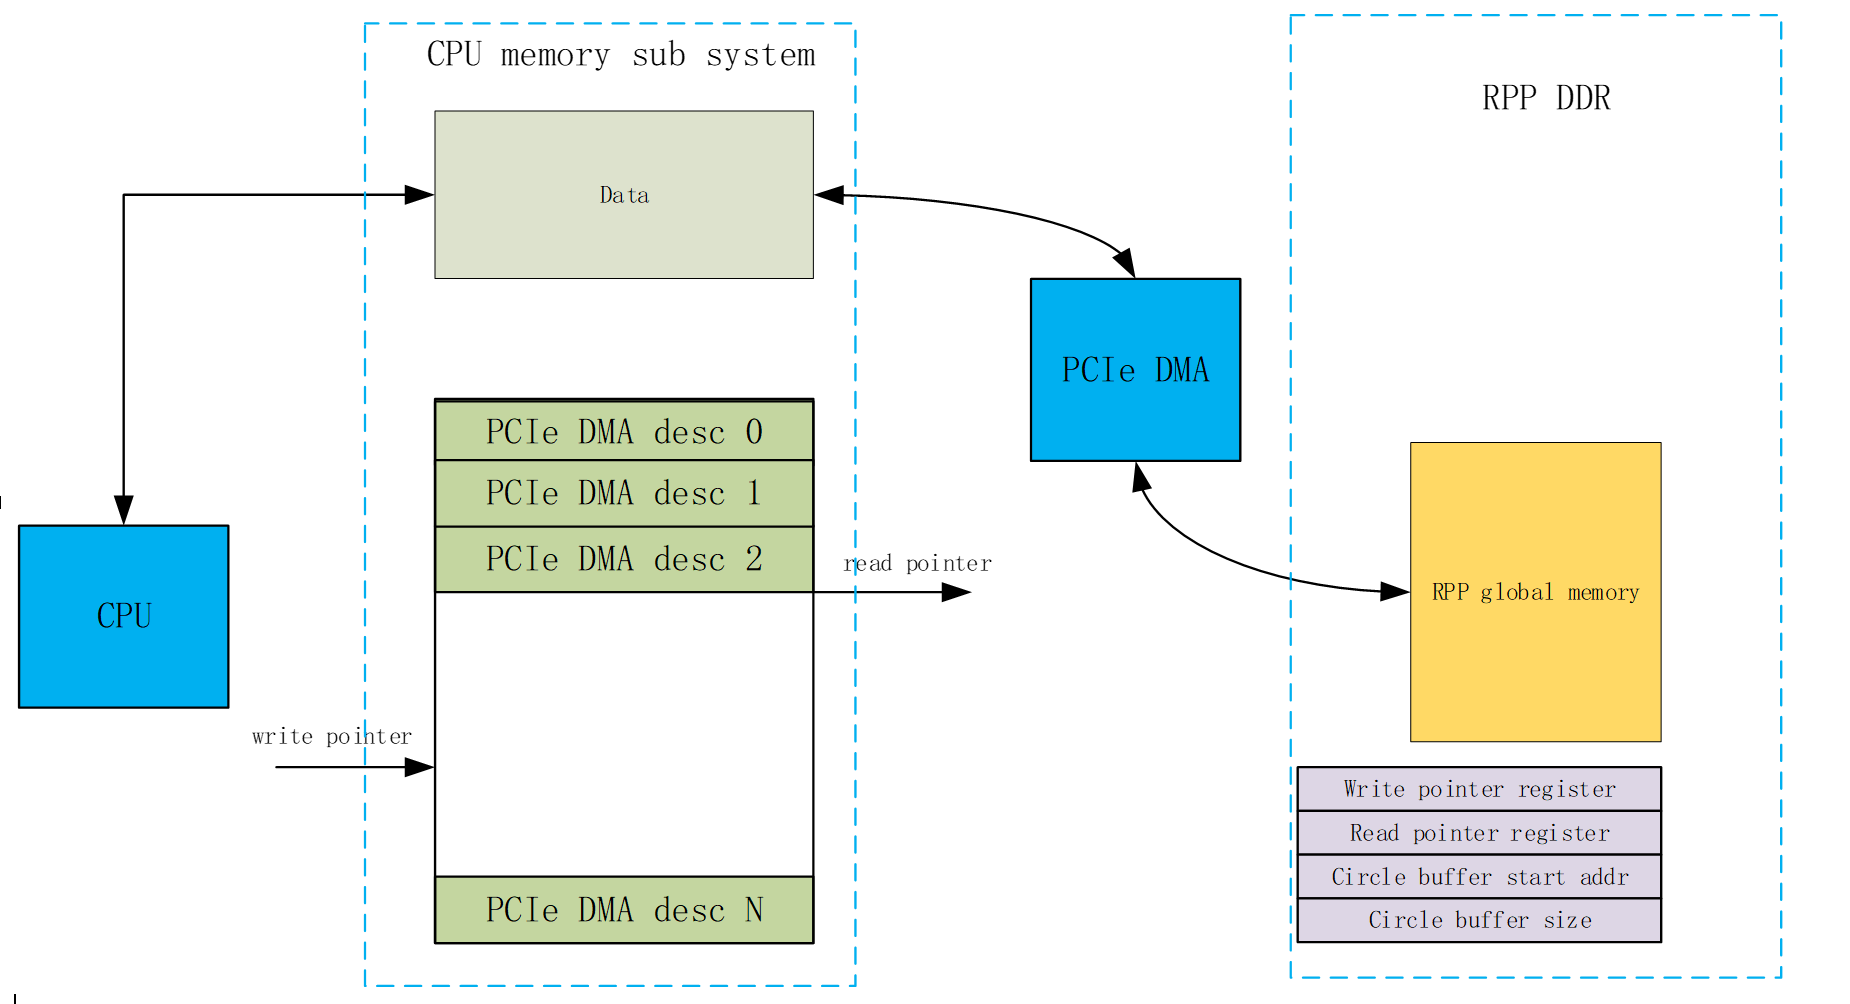 CPU memory sub system
RPP DDR
Data
PCIe DMA
PCIe DMA desc 0
PCIe DMA desc 1
PCIe DMA desc 2
read pointer
RPP global memory
CPU
write pointer
Write pointer register
Read pointer register
Circle buffer start addr
Circle buffer size
PCIe DMA desc N